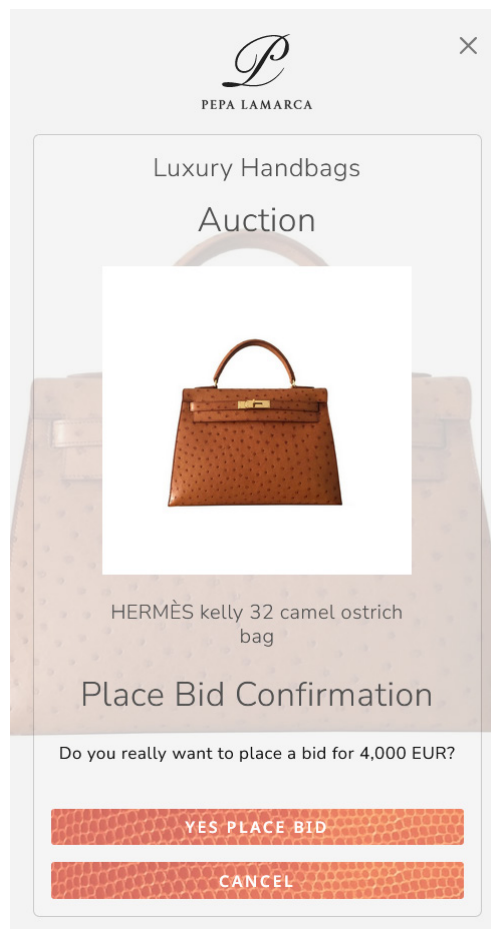 P
PEPA LAMARCA
Luxury Handbags
Auction
HERMÈS kelly 32 camel ostrich
bag
Place Bid Confirmation
Do you really want to place a bid for 4,000 EUR?
YES PLACE BID
CANCEL